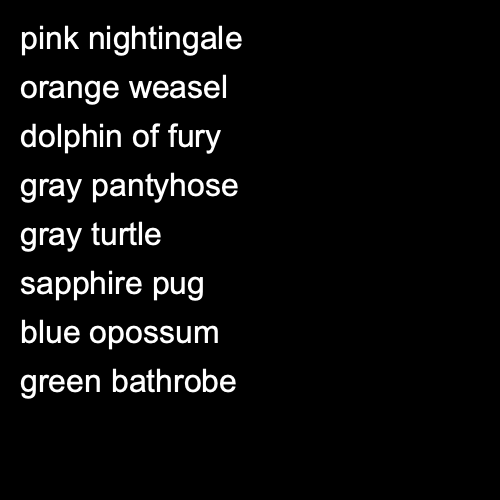 pink nightingale
orange weasel
dolphin of fury
gray pantyhose
gray turtle
sapphire pug
blue opossum
green bathrobe